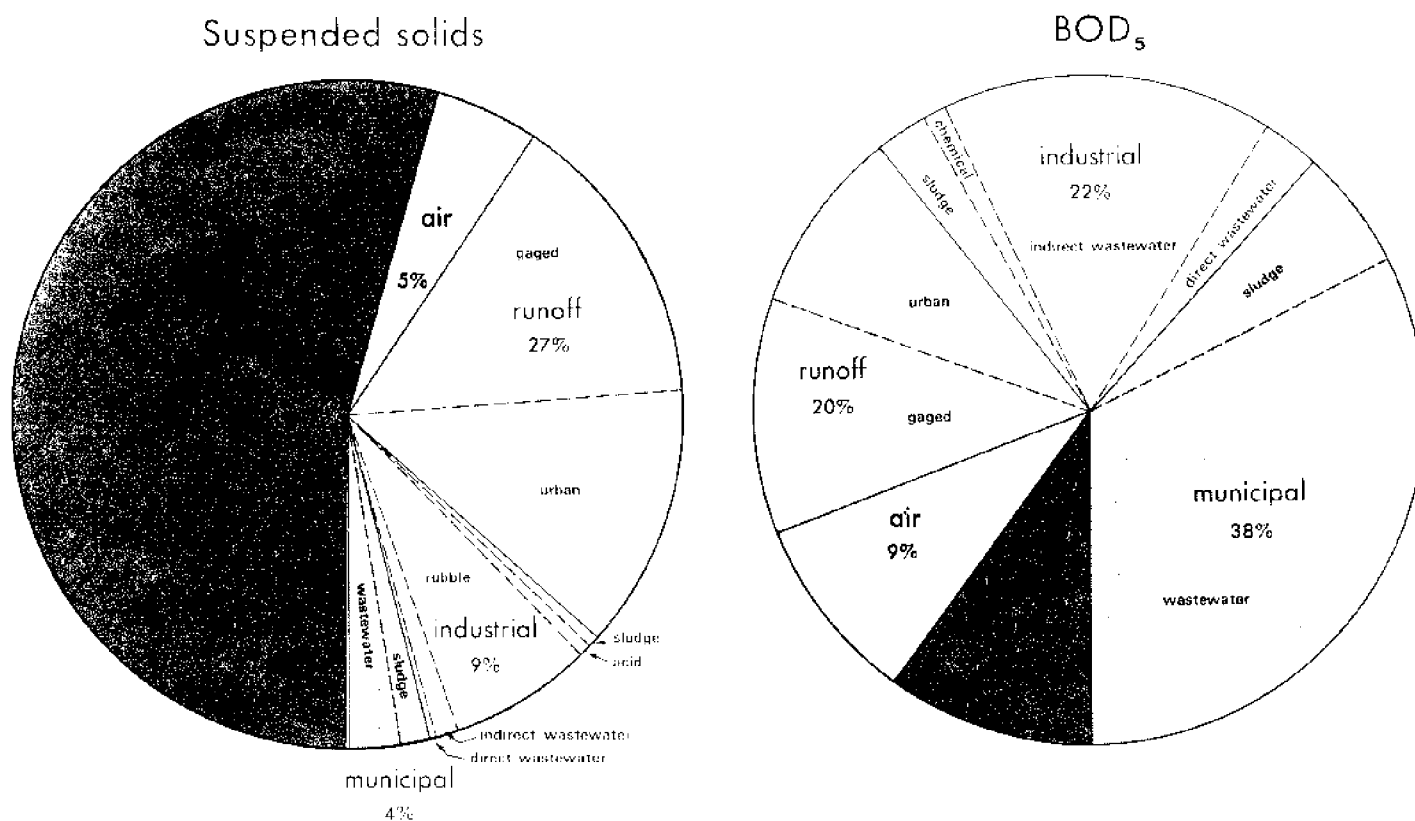 Suspended solids
air
5%
gaged
runoff
27%
urban
rubble
industrial
9%
sludge
acid
wastewater
sludge
indirect wastewater
direct wastewater
municipal
4%
BOD5
chemical
sludge
industrial
22%
indirect wastewater
direct wastewater
sludge
urban
runoff
20%
gaged
air
9%
municipal
38%
wastewater